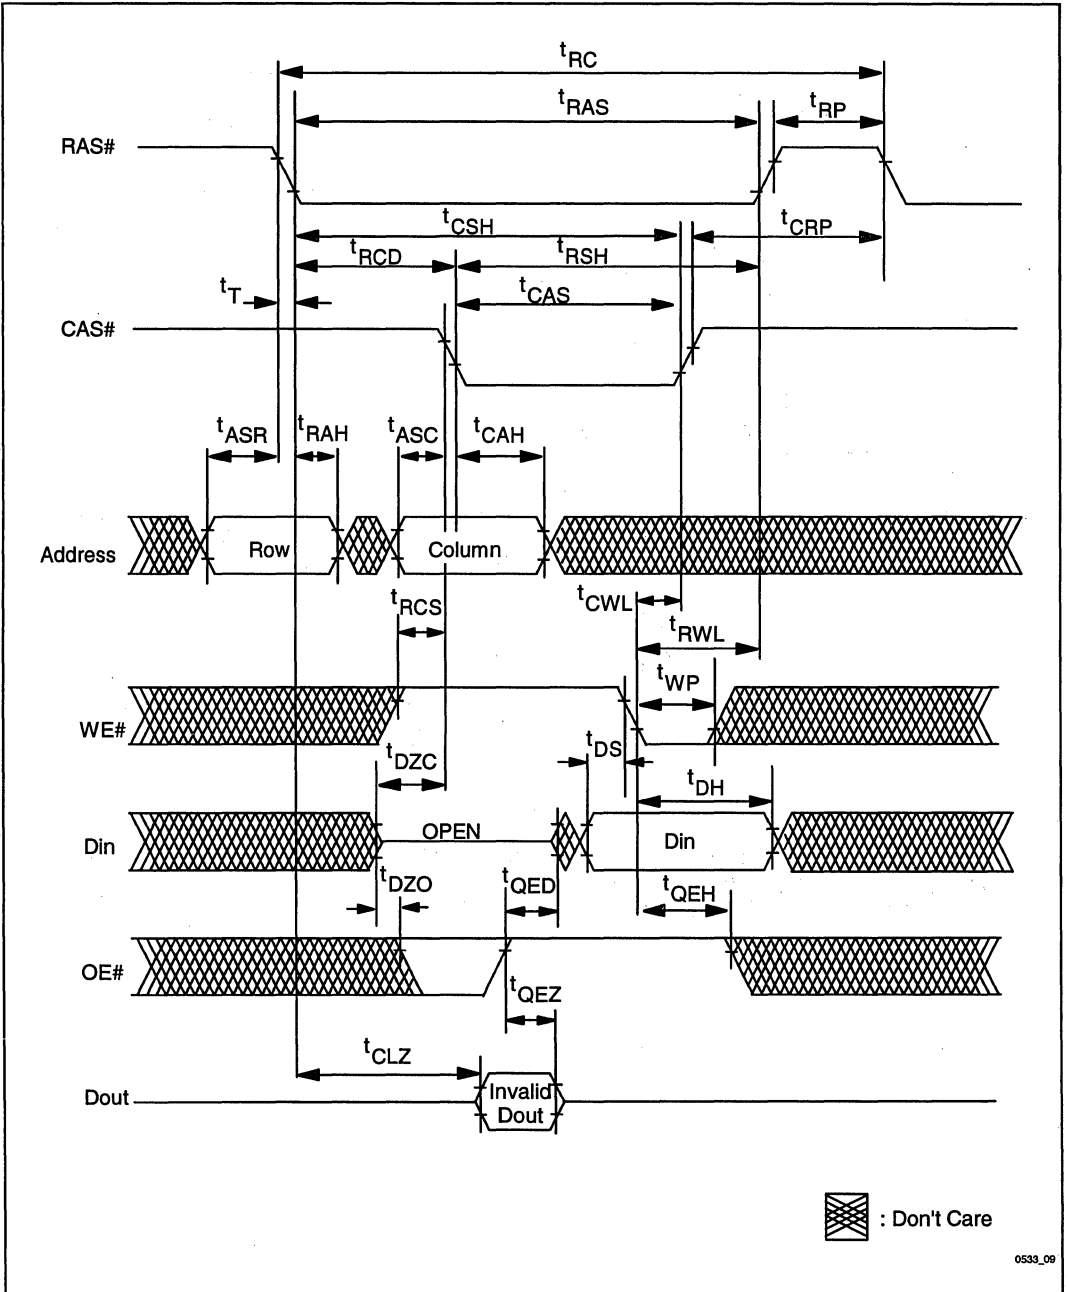 tRC
tRAS
tRP
RAS#
tCSH
tCRP
tRCD
tRSH
tT
tCAS
CAS#
tASR
tRAH
tASC
tCAH
Address
Row
Column
tRCS
tCWL
tRWL
tWP
WE#
tDZC
tDS
tDH
Din
OPEN
Din
tDZO
tQED
tQEH
OE#
tQEZ
tCLZ
Dout
Invalid
Dout
: Don't Care
0533_09